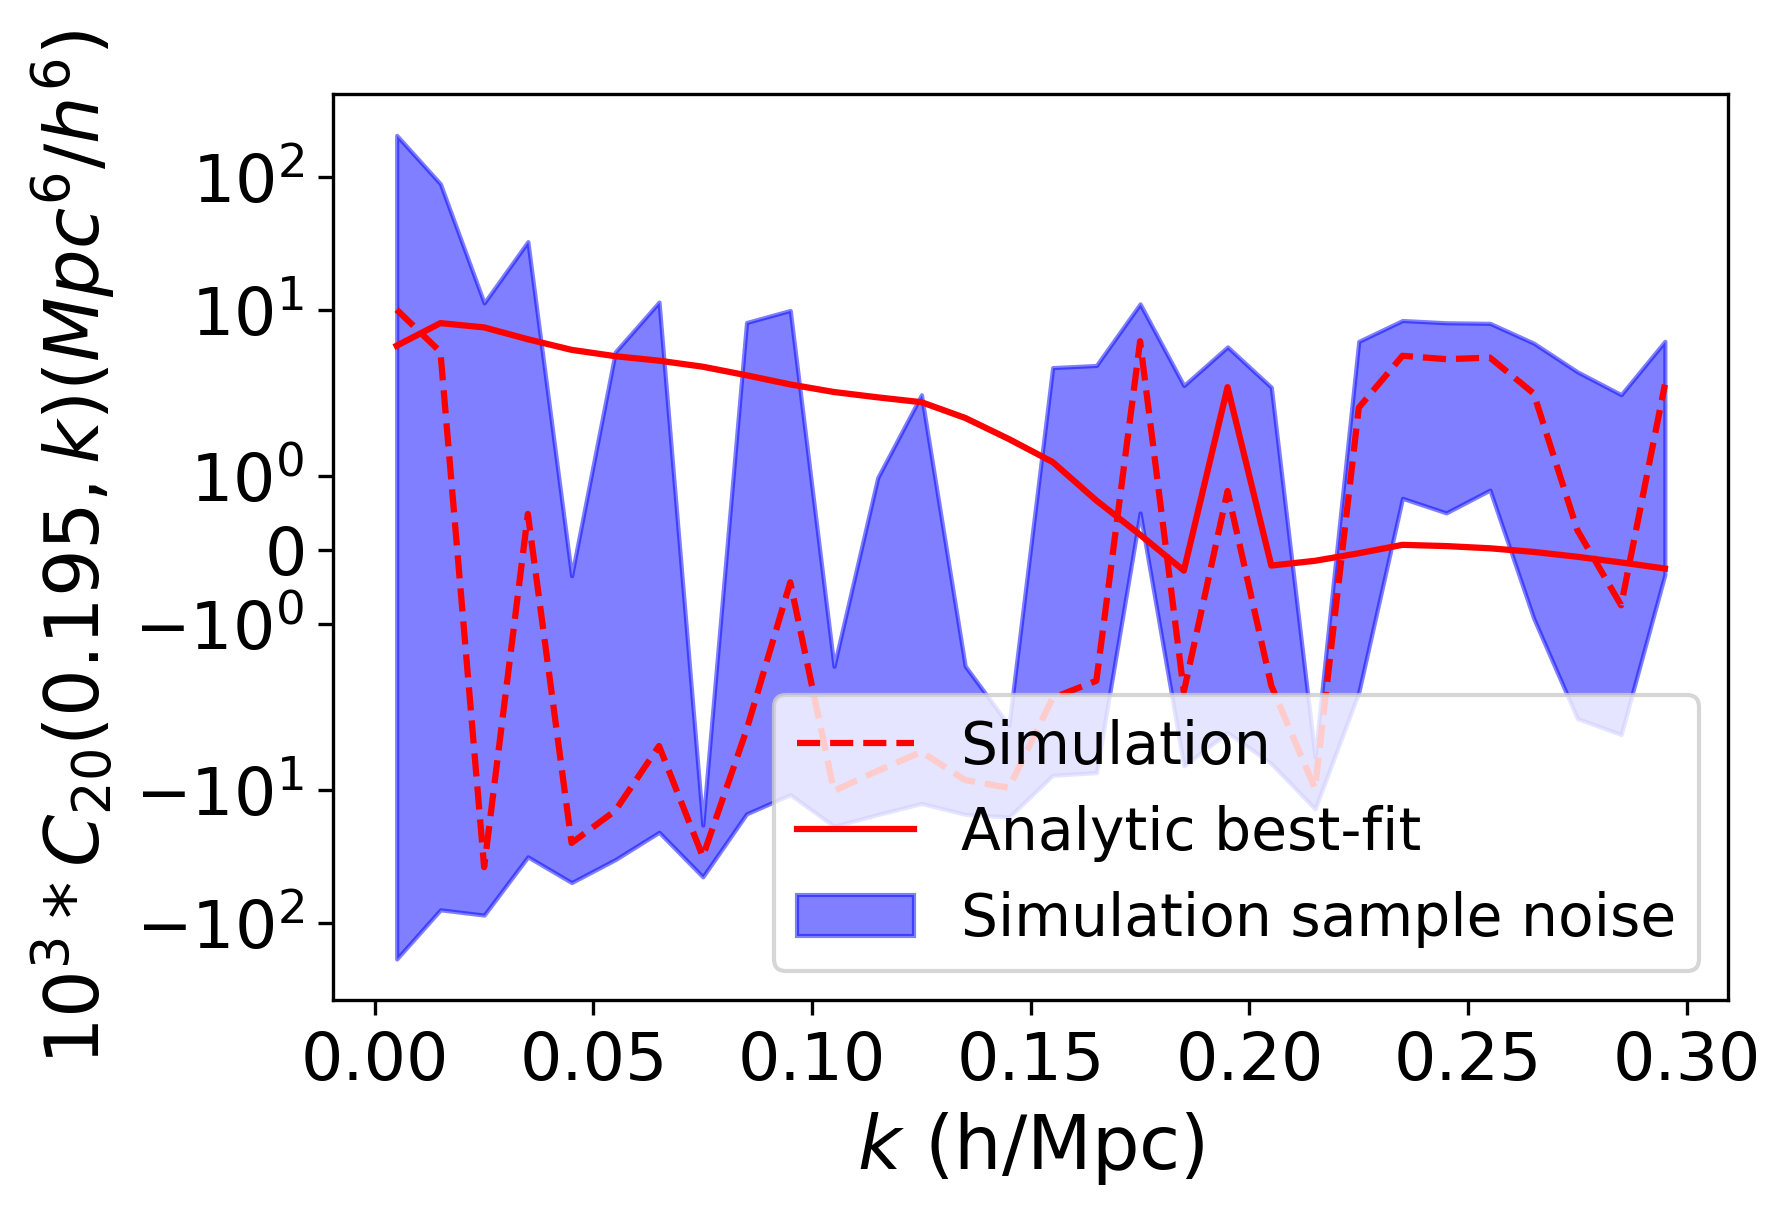 10³ * C₂₀(0.195, k)(Mpc⁶/h⁶)
10²
10¹
10⁰
0
−10⁰
−10¹
−10²
Simulation
Analytic best-fit
Simulation sample noise
0.00 0.05 0.10 0.15 0.20 0.25 0.30
k (h/Mpc)